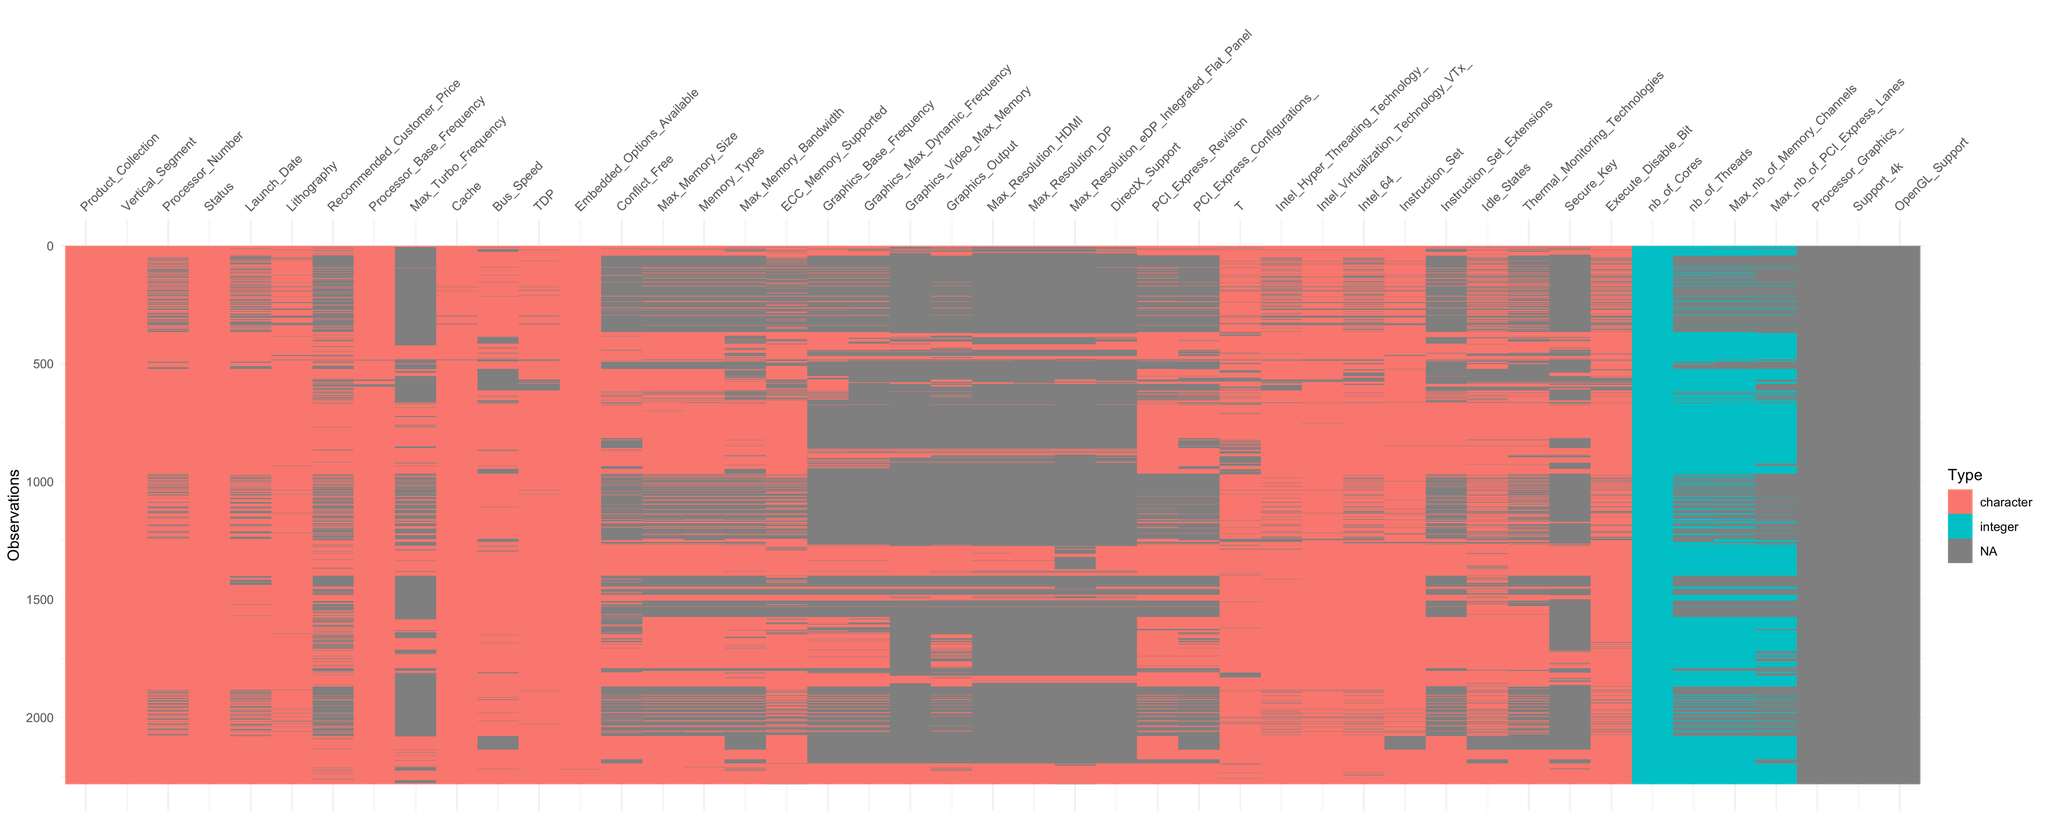 Product_Collection
Vertical_Segment
Processor_Number
Status
Launch_Date
Lithography
Recommended_Customer_Price
Processor_Base_Frequency
Max_Turbo_Frequency
Cache
Bus_Speed
TDP
Embedded_Options_Available
Conflict_Free
Max_Memory_Size
Memory_Types
Max_Memory_Bandwidth
ECC_Memory_Supported
Graphics_Base_Frequency
Graphics_Max_Dynamic_Frequency
Graphics_Video_Max_Memory
Graphics_Output
Max_Resolution_HDMI
Max_Resolution_DP
Max_Resolution_eDP_Integrated_Flat_Panel
DirectX_Support
PCI_Express_Revision
PCI_Express_Configurations_
T
Intel_Hyper_Threading_Technology_
Intel_Virtualization_Technology_VTx_
Intel_64_
Instruction_Set
Instruction_Set_Extensions
Idle_States
Thermal_Monitoring_Technologies
Secure_Key
Execute_Disable_Bit
nb_of_Cores
nb_of_Threads
Max_nb_of_Memory_Channels
Max_nb_of_PCI_Express_Lanes
Processor_Graphics_
Support_4k
OpenGL_Support
0
500
1000
1500
2000
Observations
Type
character
integer
NA